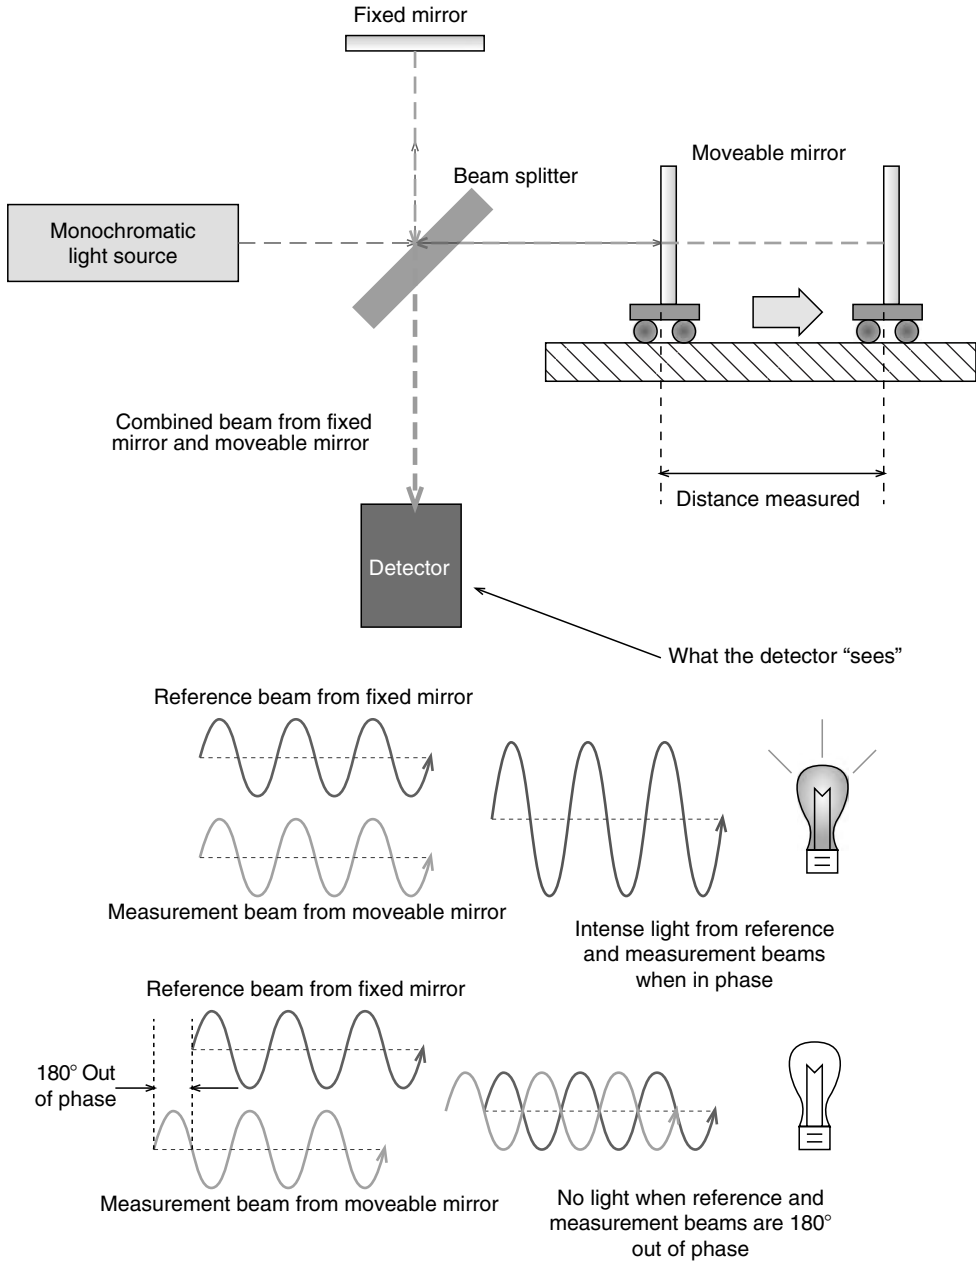 Fixed mirror
Moveable mirror
Beam splitter
Monochromatic
light source
Combined beam from fixed
mirror and moveable mirror
Distance measured
Detector
What the detector “sees”
Reference beam from fixed mirror
Measurement beam from moveable mirror
Intense light from reference
and measurement beams
when in phase
Reference beam from fixed mirror
180° Out
of phase
Measurement beam from moveable mirror
No light when reference and
measurement beams are 180°
out of phase